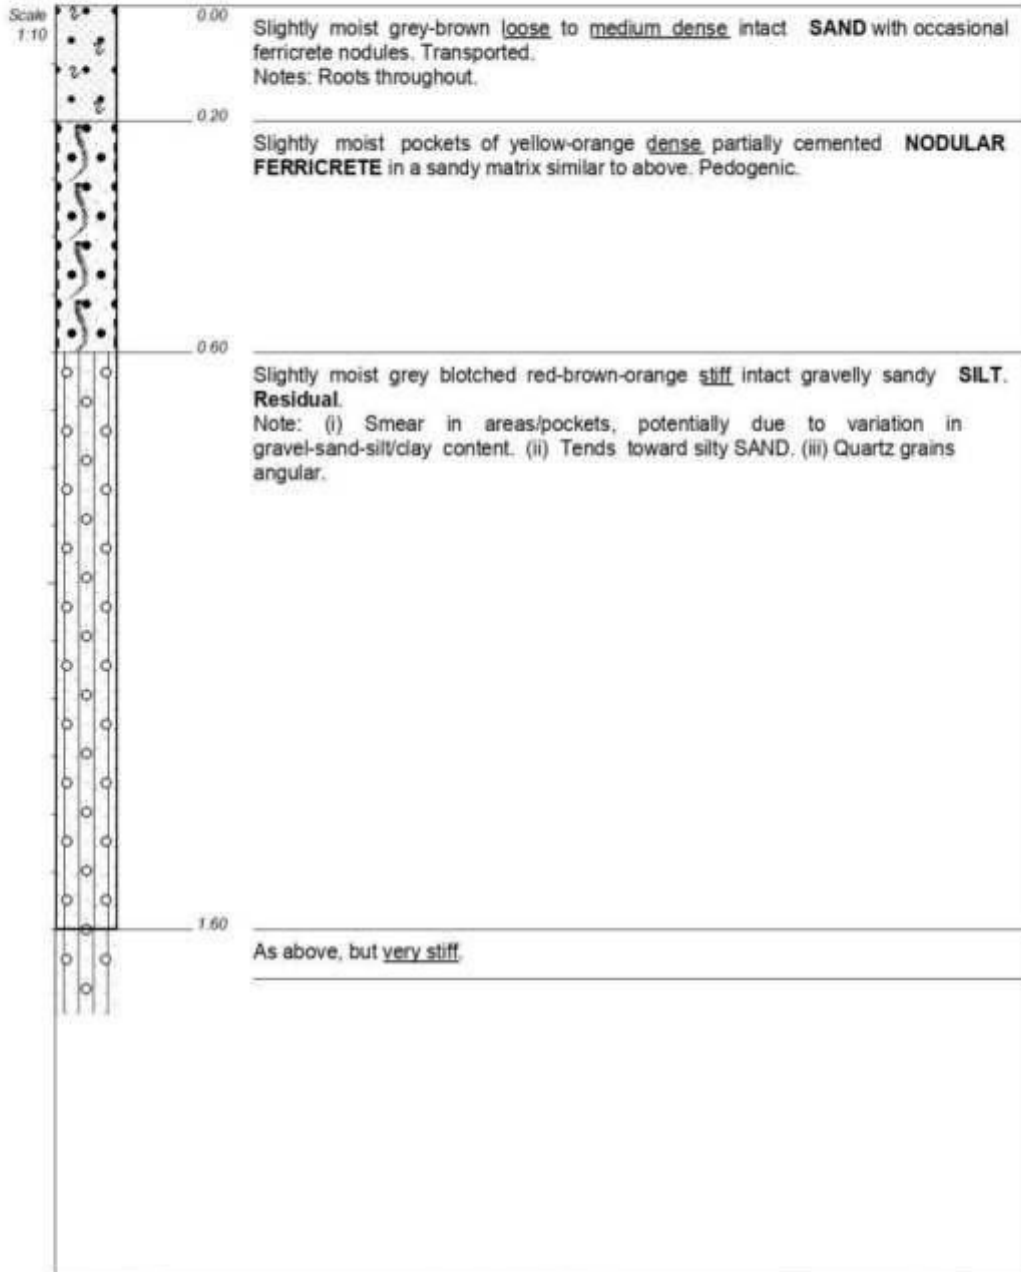 Scale
1:10
0.00
Slightly moist grey-brown loose to medium dense intact SAND with occasional
ferricrete nodules. Transported.
Notes: Roots throughout.
0.20
Slightly moist pockets of yellow-orange dense partially cemented NODULAR
FERRICRETE in a sandy matrix similar to above. Pedogenic.
0.60
Slightly moist grey blotched red-brown-orange stiff intact gravelly sandy SILT.
Residual.
Note: (i) Smear in areas/pockets, potentially due to variation in
gravel-sand-silt/clay content. (ii) Tends toward silty SAND. (iii) Quartz grains
angular.
1.60
As above, but very stiff.